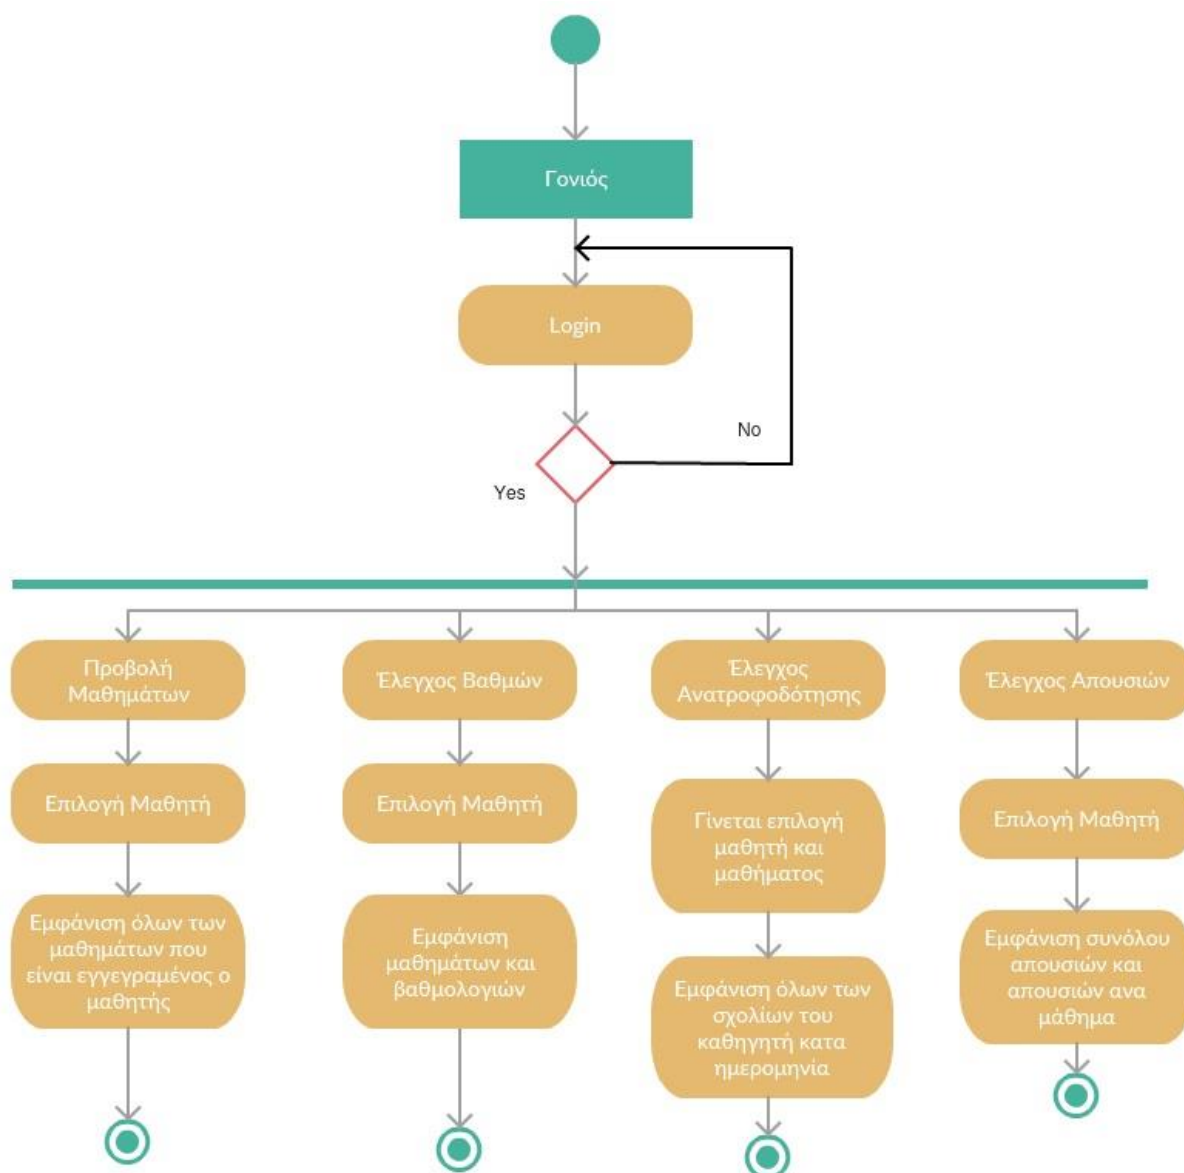 Γονιός
Login
No
Yes
Προβολή
Μαθημάτων
Έλεγχος Βαθμών
Έλεγχος
Ανατροφοδότησης
Έλεγχος Απουσιών
Επιλογή Μαθητή
Επιλογή Μαθητή
Γίνεται επιλογή
μαθητή και
μαθήματος
Επιλογή Μαθητή
Εμφάνιση όλων των
μαθημάτων που
είναι εγγεγραμένος ο
μαθητής
Εμφάνιση
μαθημάτων και
βαθμολογιών
Εμφάνιση όλων των
σχολίων του
καθηγητή κατα
ημερομηνία
Εμφάνιση συνόλου
απουσιών και
απουσιών ανα
μάθημα